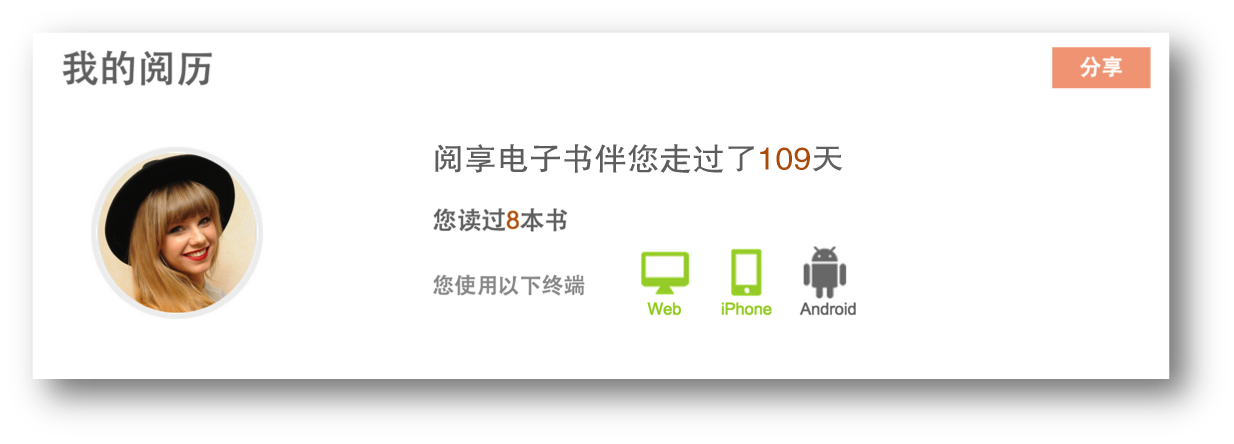 我的阅历
分享
阅享电子书伴您走过了109天
您读过8本书
您使用以下终端
Web
iPhone
Android